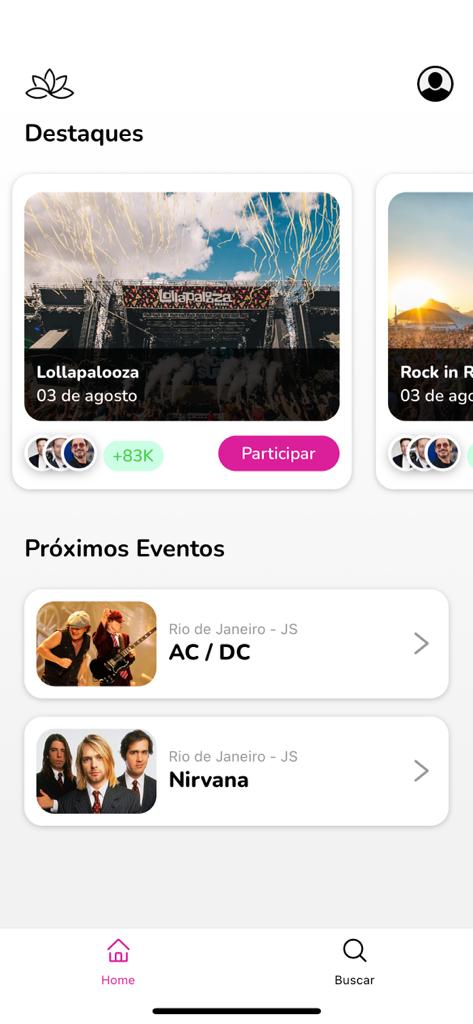 Destaques
lollapalooza
Lollapalooza
03 de agosto
+83K
Participar
Rock in R
03 de ago
Próximos Eventos
Rio de Janeiro - JS
AC / DC
Rio de Janeiro - JS
Nirvana
Home
Buscar